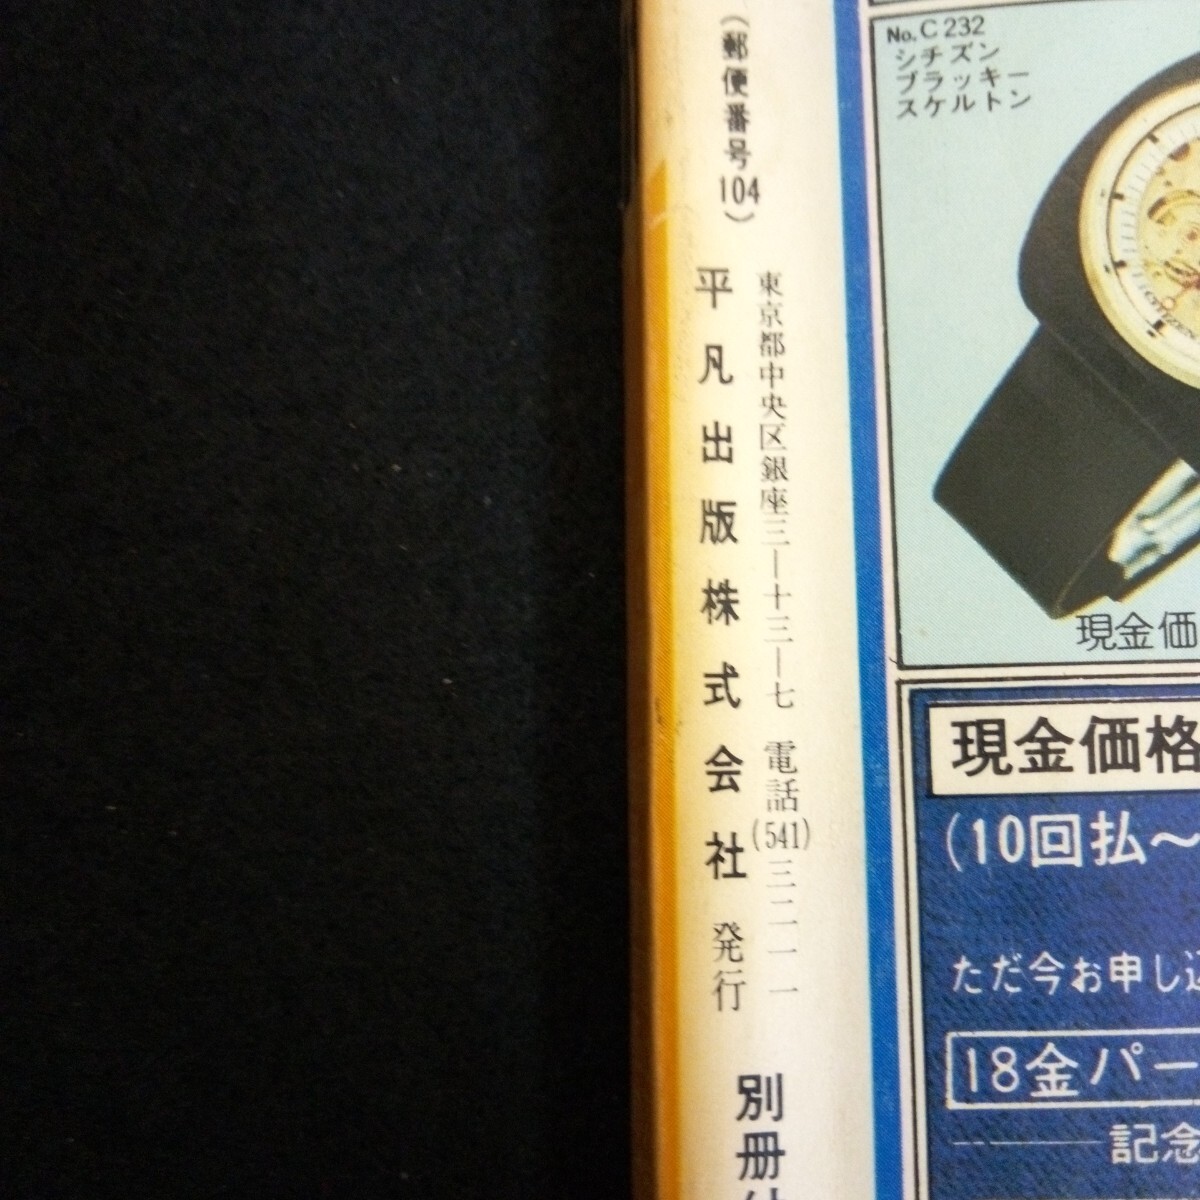 (郵便番号104)
東京都中央区銀座三ー十三ー七 電話(541)三二一一
平凡出版株式会社 発行
別冊
No. C 232
シチズン
ブラッキー
スケルトン
現金価
現金価格
(10回払〜
ただ今お申し込
18金パー
記念